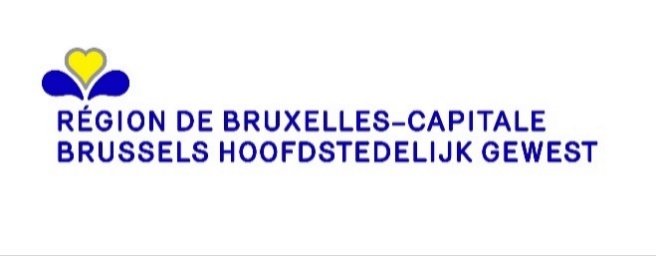 RÉGION DE BRUXELLES–CAPITALE
BRUSSELS HOOFDSTEDELIJK GEWEST